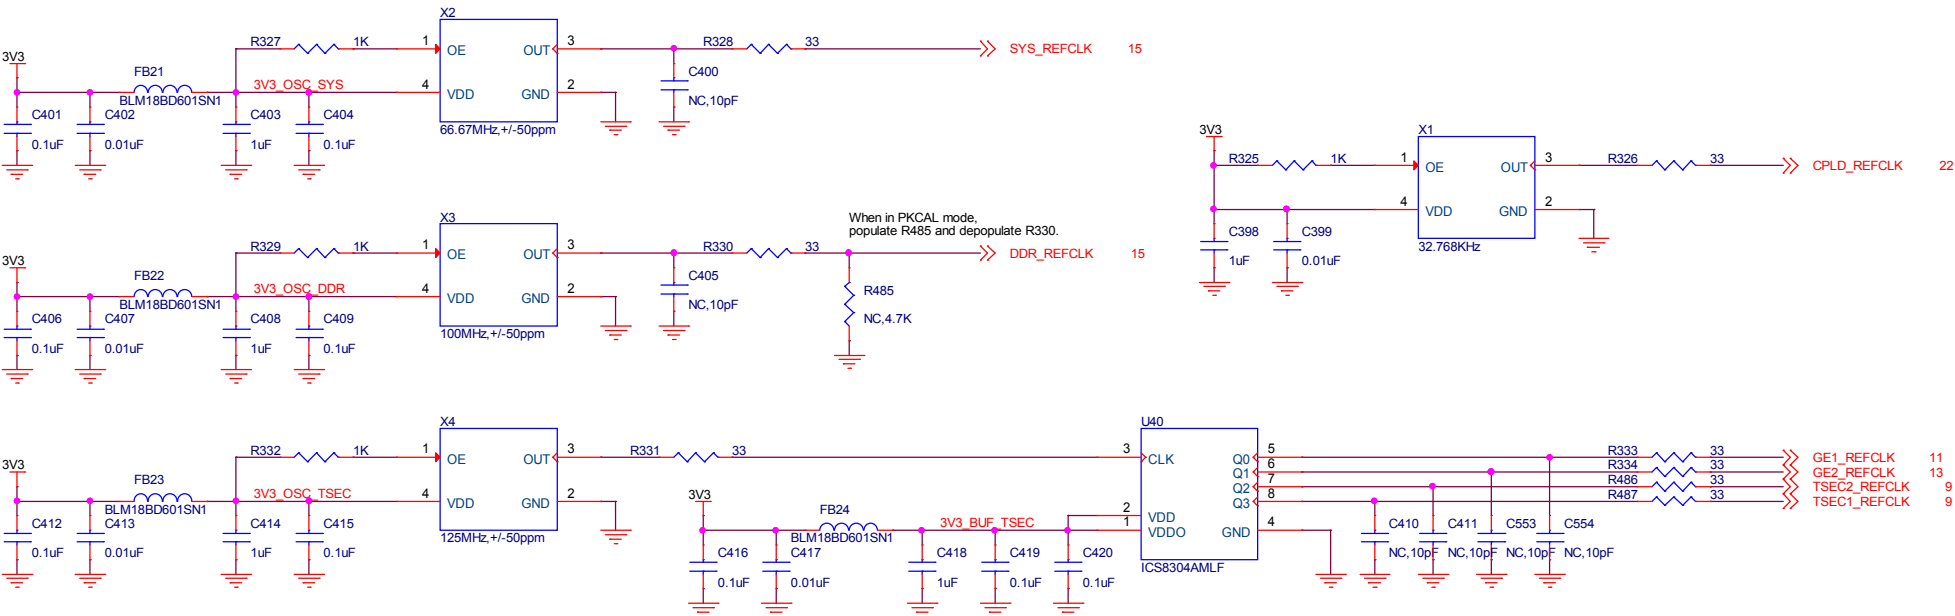 X2
R327 1K 1 OE OUT 3 R328 33 SYS_REFCLK 15
3V3
FB21
BLM18BD601SN1
3V3_OSC_SYS 4 VDD GND 2
C400
NC,10pF
C401
0.1uF
C402
0.01uF
C403
1uF
C404
0.1uF
66.67MHz,+/-50ppm
X1
3V3
R325 1K 1 OE OUT 3 R326 33 CPLD_REFCLK 22
4 VDD GND 2
C398
1uF
C399
0.01uF
32.768KHz
X3
When in PKCAL mode,
populate R485 and depopulate R330.
R329 1K 1 OE OUT 3 R330 33 DDR_REFCLK 15
3V3
FB22
BLM18BD601SN1
3V3_OSC_DDR 4 VDD GND 2
C405
NC,10pF
R485
NC,4.7K
C406
0.1uF
C407
0.01uF
C408
1uF
C409
0.1uF
100MHz,+/-50ppm
X4
R332 1K 1 OE OUT 3 R331 33
3V3
FB23
BLM18BD601SN1
3V3_OSC_TSEC 4 VDD GND 2
C412
0.1uF
C413
0.01uF
C414
1uF
C415
0.1uF
125MHz,+/-50ppm
U40
3 CLK Q0 5 R333 33 GE1_REFCLK 11
Q1 6 R334 33 GE2_REFCLK 13
Q2 7 R486 33 TSEC2_REFCLK 9
Q3 8 R487 33 TSEC1_REFCLK 9
3V3
FB24
BLM18BD601SN1
3V3_BUF_TSEC
2 VDD
1 VDDO GND 4
C416
0.1uF
C417
0.01uF
C418
1uF
C419
0.1uF
C420
0.1uF
ICS8304AMLF
C410
NC,10pF
C411
NC,10pF
C553
NC,10pF
C554
NC,10pF